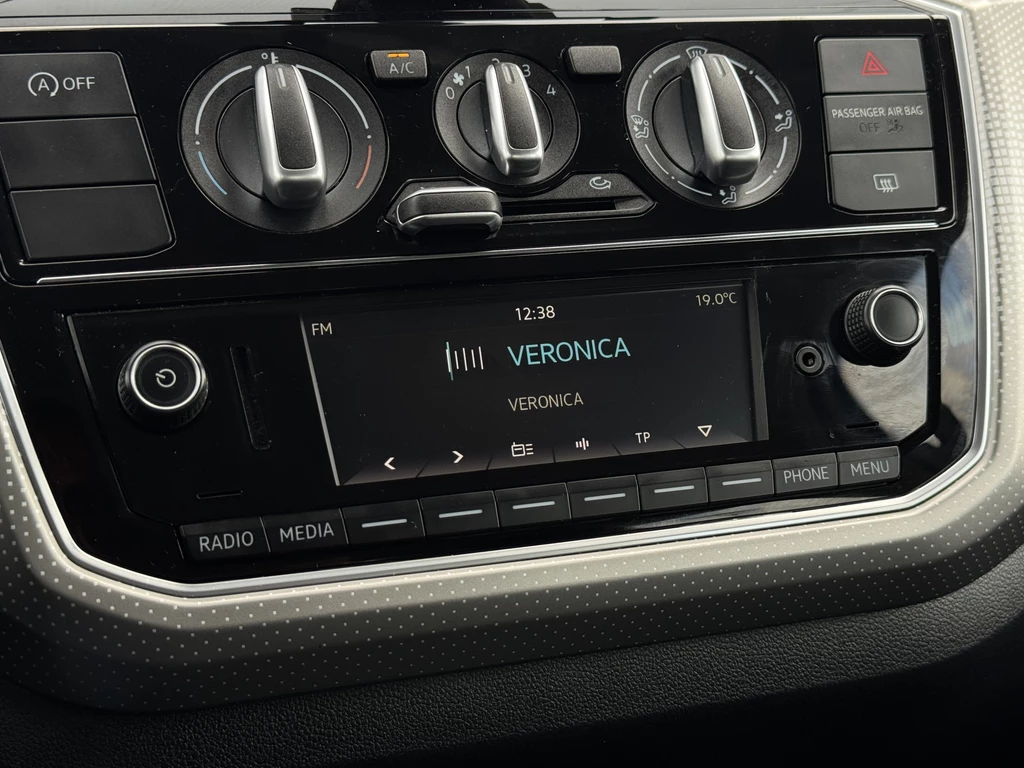 A OFF
A/C
0 1 2 3 4
PASSENGER AIR BAG
OFF
FM
12:38
19.0°C
VERONICA
VERONICA
TP
RADIO
MEDIA
PHONE
MENU